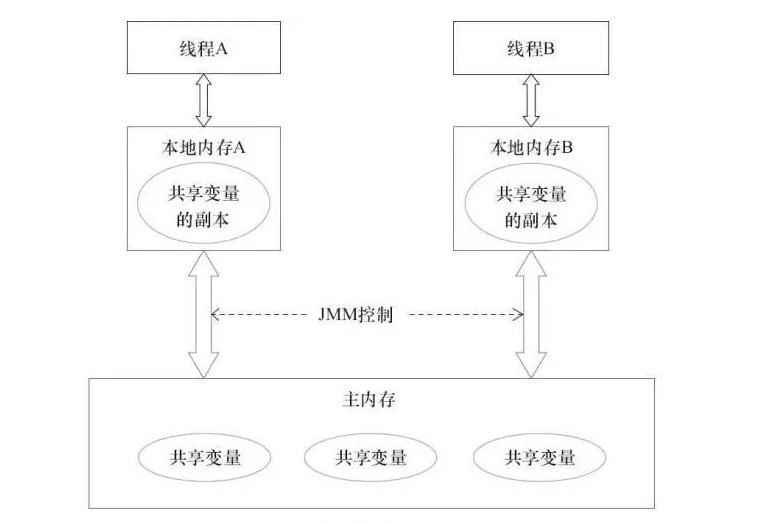 线程A
线程B
本地内存A
共享变量
的副本
本地内存B
共享变量
的副本
JMM控制
主内存
共享变量
共享变量
共享变量